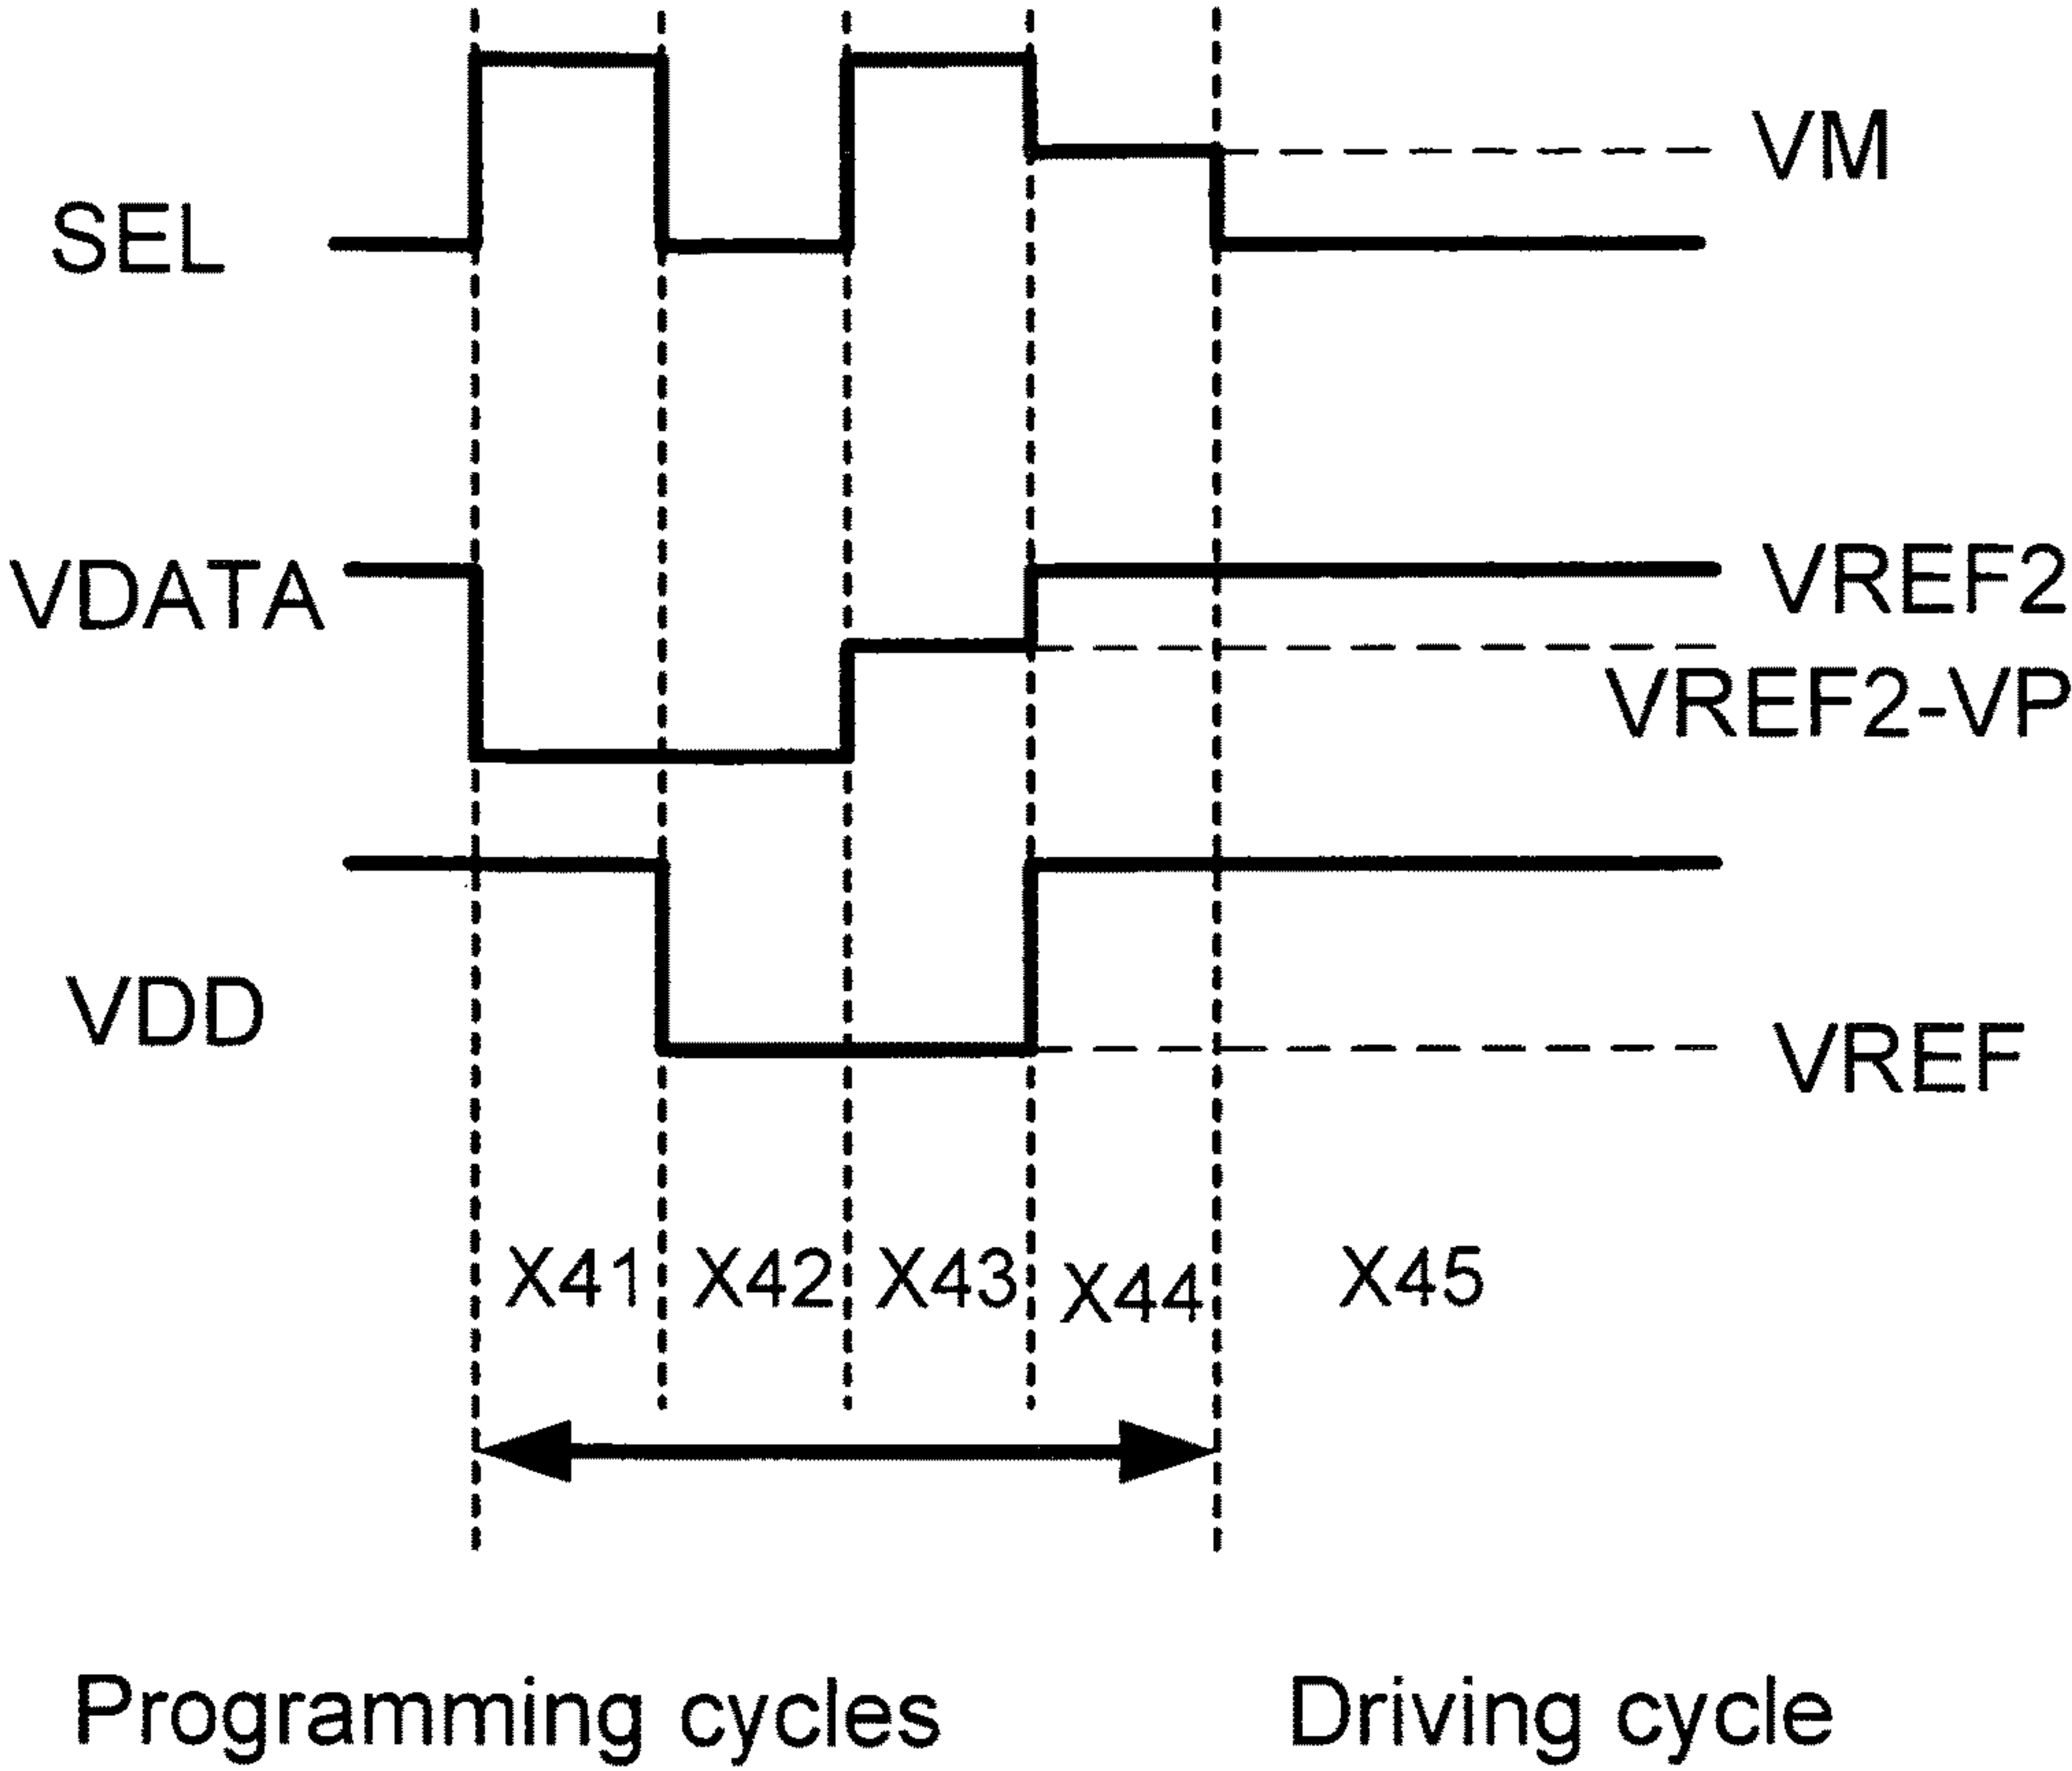 VM
SEL
VDATA
VREF2
VREF2-VP
VDD
VREF
X41 X42 X43 X44 X45
Programming cycles
Driving cycle